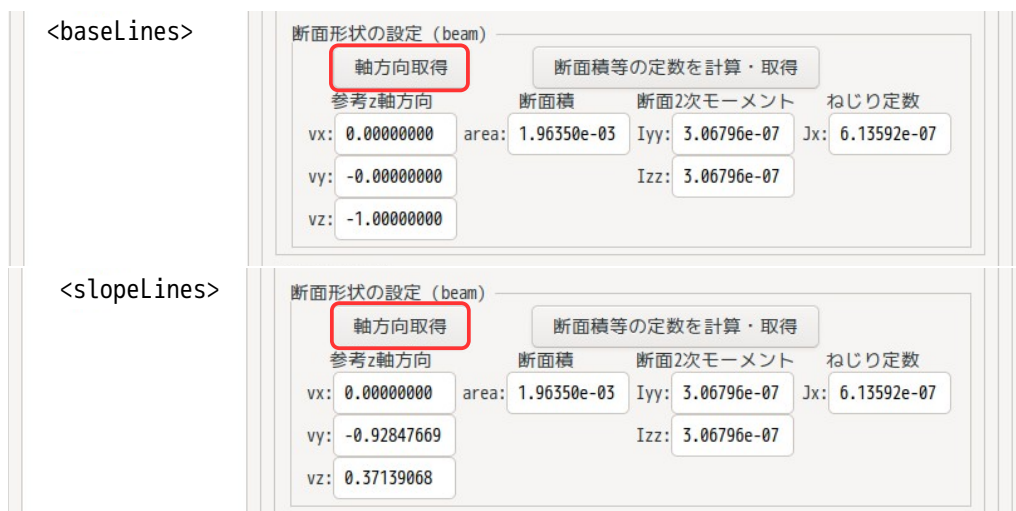 <baseLines>
断面形状の設定 (beam)
軸方向取得 断面積等の定数を計算・取得
参考z軸方向 断面積 断面2次モーメント ねじり定数
vx: 0.00000000 area: 1.96350e-03 Iyy: 3.06796e-07 Jx: 6.13592e-07
vy: -0.00000000 Izz: 3.06796e-07
vz: -1.00000000
<slopeLines>
断面形状の設定 (beam)
軸方向取得 断面積等の定数を計算・取得
参考z軸方向 断面積 断面2次モーメント ねじり定数
vx: 0.00000000 area: 1.96350e-03 Iyy: 3.06796e-07 Jx: 6.13592e-07
vy: -0.92847669 Izz: 3.06796e-07
vz: 0.37139068